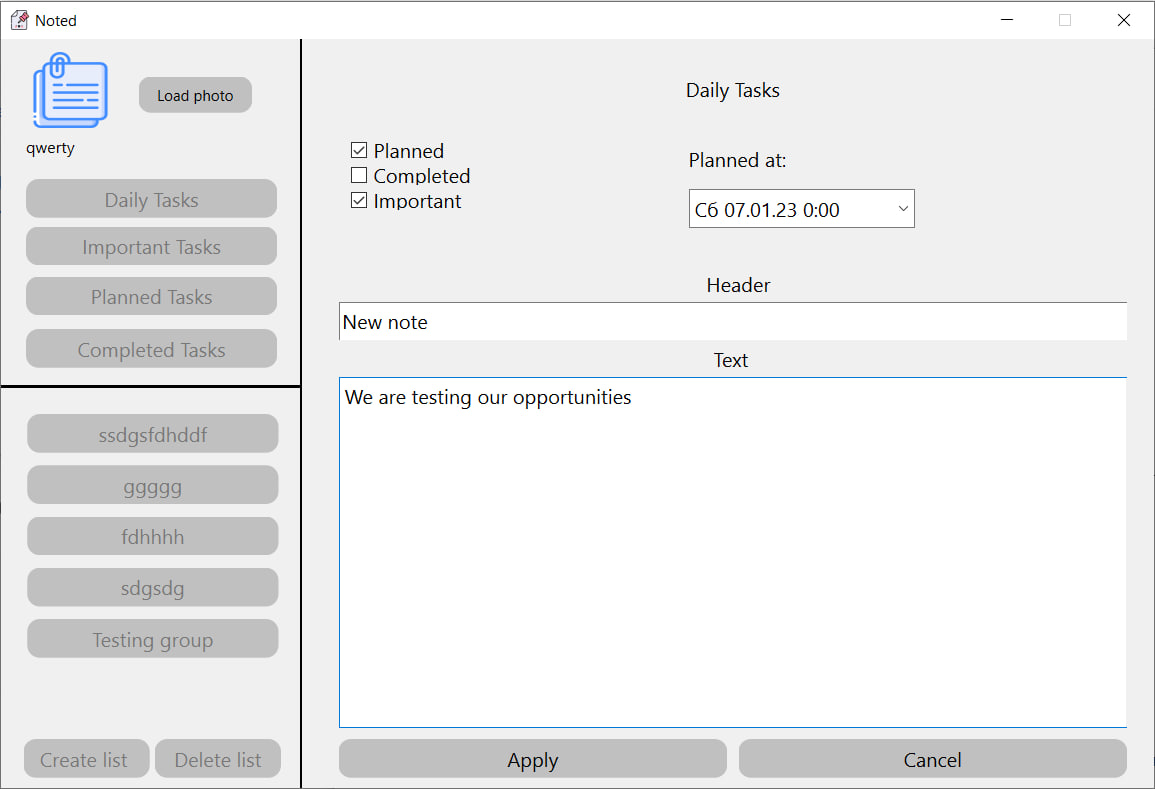 Noted
Load photo
qwerty
Daily Tasks
Important Tasks
Planned Tasks
Completed Tasks
ssdgsfdhddf
ggggg
fdhhhh
sdgsdg
Testing group
Create list
Delete list
Daily Tasks
Planned
Completed
Important
Planned at:
Сб 07.01.23 0:00
Header
New note
Text
We are testing our opportunities
Apply
Cancel